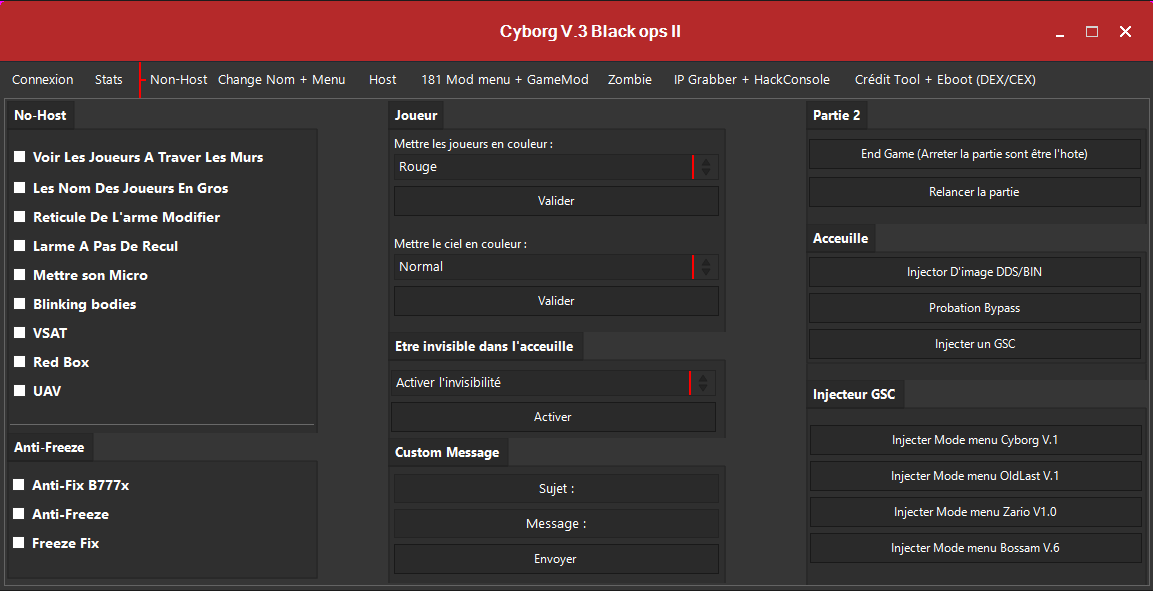 Cyborg V.3 Black ops II
Connexion Stats Non-Host Change Nom + Menu Host 181 Mod menu + GameMod Zombie IP Grabber + HackConsole Crédit Tool + Eboot (DEX/CEX)
No-Host
Voir Les Joueurs A Traver Les Murs
Les Nom Des Joueurs En Gros
Reticule De L'arme Modifier
Larme A Pas De Recul
Mettre son Micro
Blinking bodies
VSAT
Red Box
UAV
Anti-Freeze
Anti-Fix B777x
Anti-Freeze
Freeze Fix
Joueur
Mettre les joueurs en couleur :
Rouge
Valider
Mettre le ciel en couleur :
Normal
Valider
Etre invisible dans l'acceuille
Activer l'invisibilité
Activer
Custom Message
Sujet :
Message :
Envoyer
Partie 2
End Game (Arreter la partie sont être l'hote)
Relancer la partie
Acceuille
Injector D'image DDS/BIN
Probation Bypass
Injecter un GSC
Injecteur GSC
Injecter Mode menu Cyborg V.1
Injecter Mode menu OldLast V.1
Injecter Mode menu Zario V1.0
Injecter Mode menu Bossam V.6